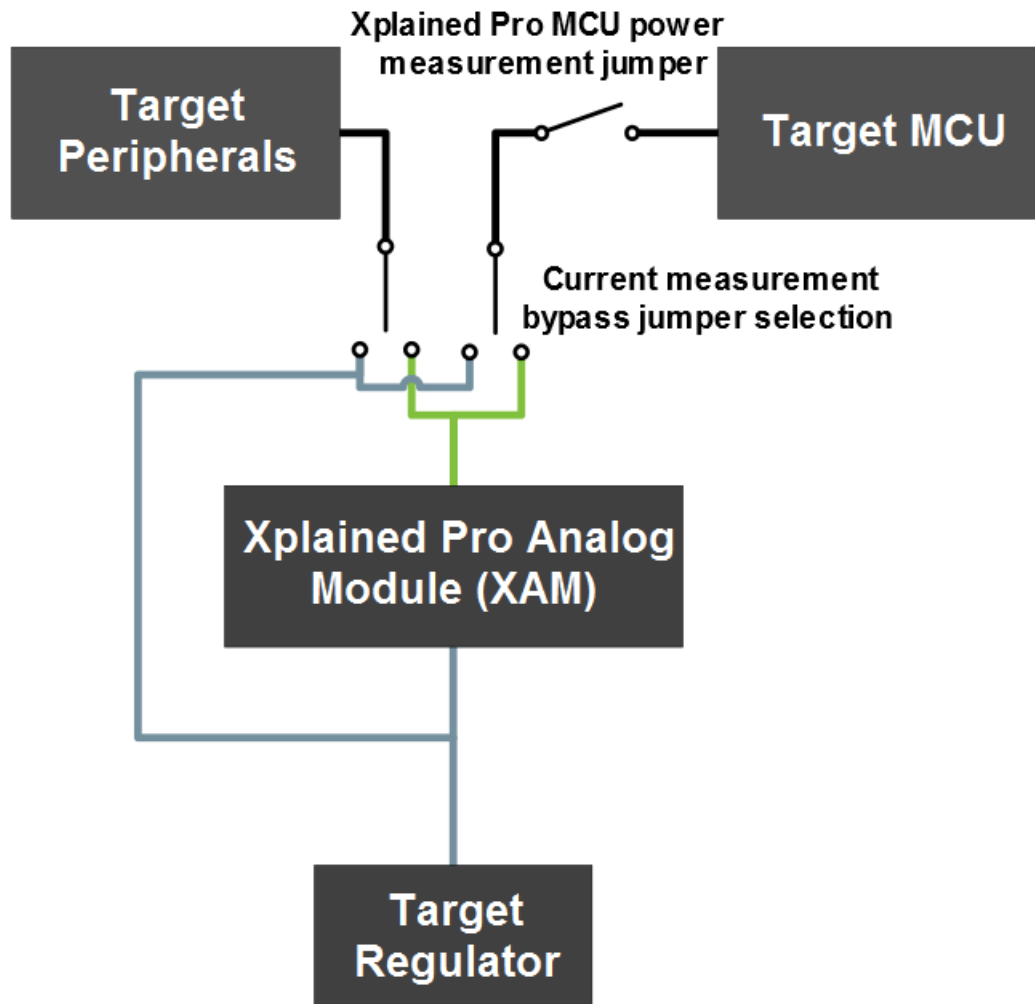 Xplained Pro MCU power
measurement jumper
Target
Peripherals
Target MCU
Current measurement
bypass jumper selection
Xplained Pro Analog
Module (XAM)
Target
Regulator